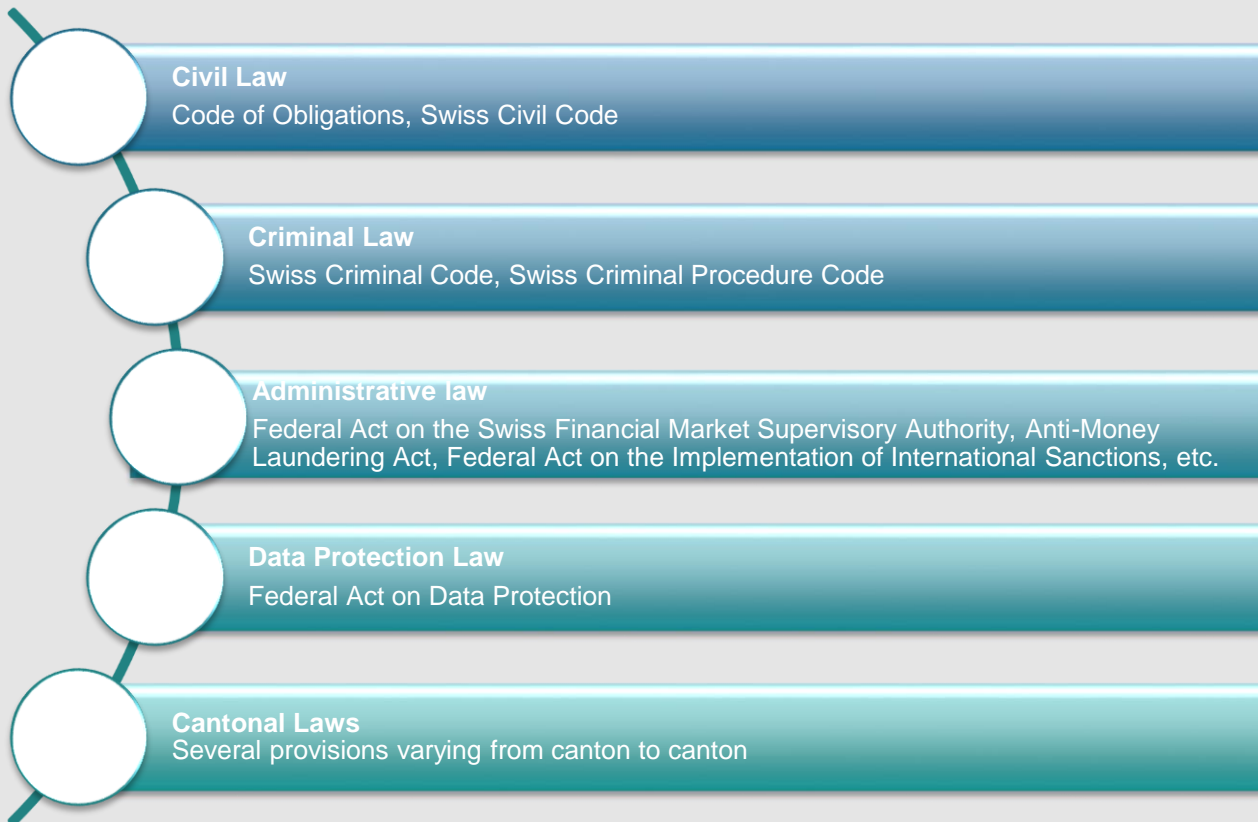 Civil Law
Code of Obligations, Swiss Civil Code
Criminal Law
Swiss Criminal Code, Swiss Criminal Procedure Code
Administrative law
Federal Act on the Swiss Financial Market Supervisory Authority, Anti-Money
Laundering Act, Federal Act on the Implementation of International Sanctions, etc.
Data Protection Law
Federal Act on Data Protection
Cantonal Laws
Several provisions varying from canton to canton